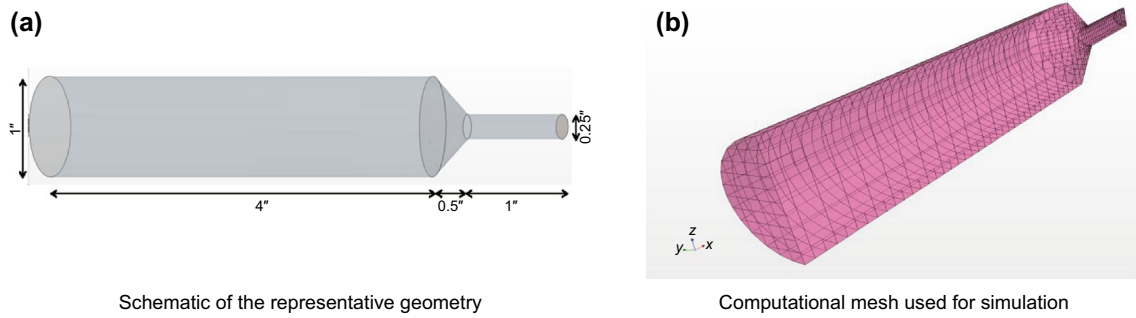 (a)
1″
4″
0.5″
1″
0.25″
Schematic of the representative geometry
(b)
z
y
x
Computational mesh used for simulation